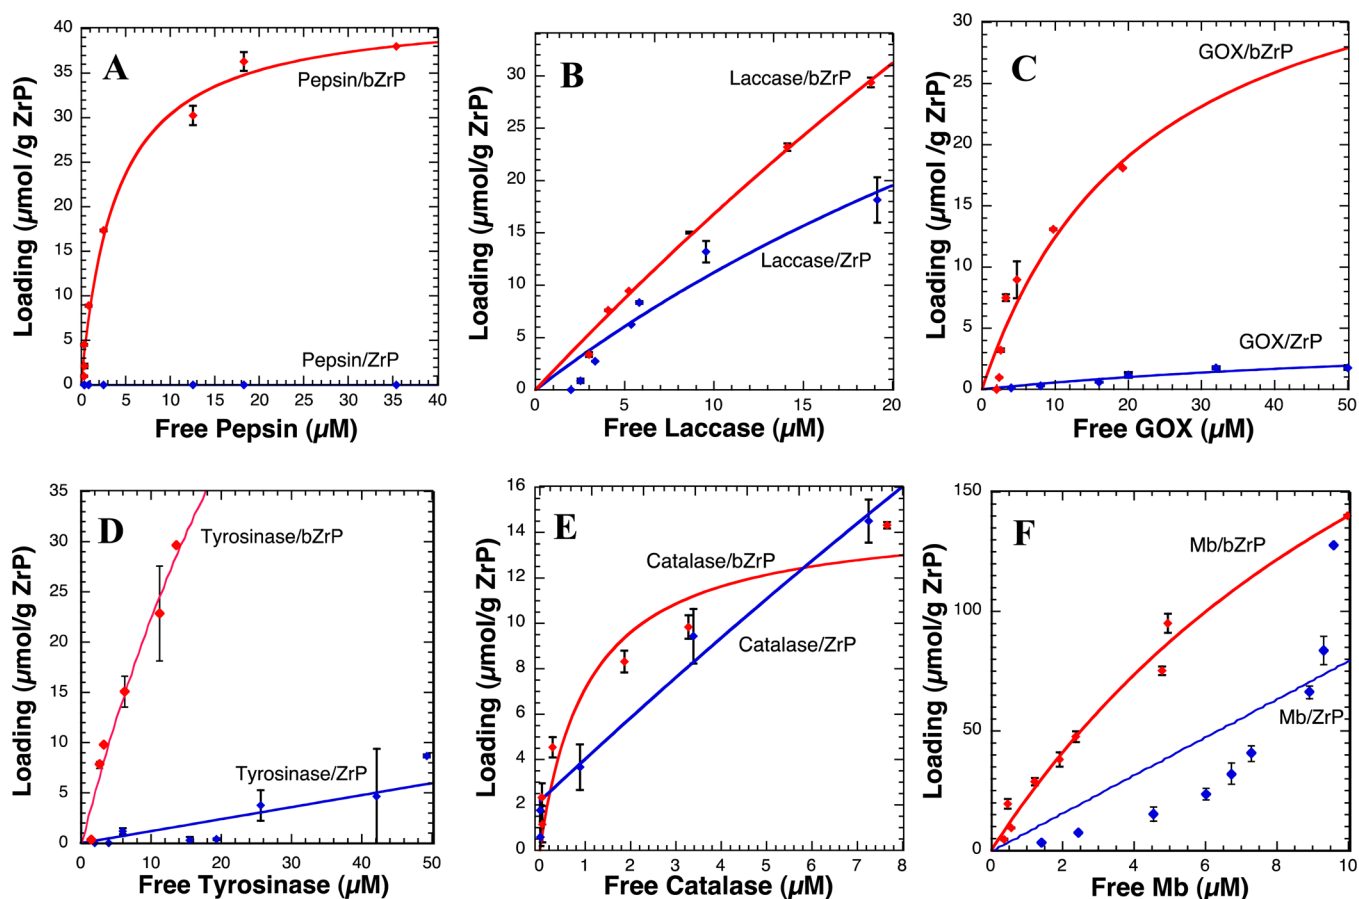 A
Pepsin/bZrP
Pepsin/ZrP
Loading (µmol /g ZrP)
40
35
30
25
20
15
10
5
0
0 5 10 15 20 25 30 35 40
Free Pepsin (µM)
B
Laccase/bZrP
Laccase/ZrP
Loading (µmol/g ZrP)
30
25
20
15
10
5
0
0 5 10 15 20
Free Laccase (µM)
C
GOX/bZrP
GOX/ZrP
Loading (µmol /g ZrP)
30
25
20
15
10
5
0
0 10 20 30 40 50
Free GOX (µM)
D
Tyrosinase/bZrP
Tyrosinase/ZrP
Loading (µmol/g ZrP)
35
30
25
20
15
10
5
0
0 10 20 30 40 50
Free Tyrosinase (µM)
E
Catalase/bZrP
Catalase/ZrP
Loading (µmol/g ZrP)
16
14
12
10
8
6
4
2
0
0 1 2 3 4 5 6 7 8
Free Catalase (µM)
F
Mb/bZrP
Mb/ZrP
Loading (µmol/g ZrP)
150
100
50
0
0 2 4 6 8 10
Free Mb (µM)